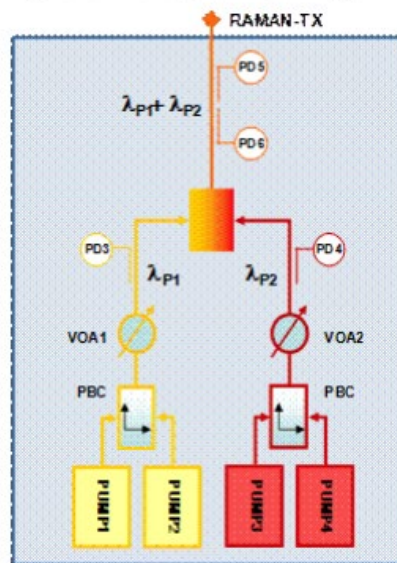 RAMAN-TX
PD5
λP1+ λP2
PD6
PD3
PD4
λP1
λP2
VOA1
VOA2
PBC
PBC
PUMP1
PUMP2
PUMP3
PUMP4